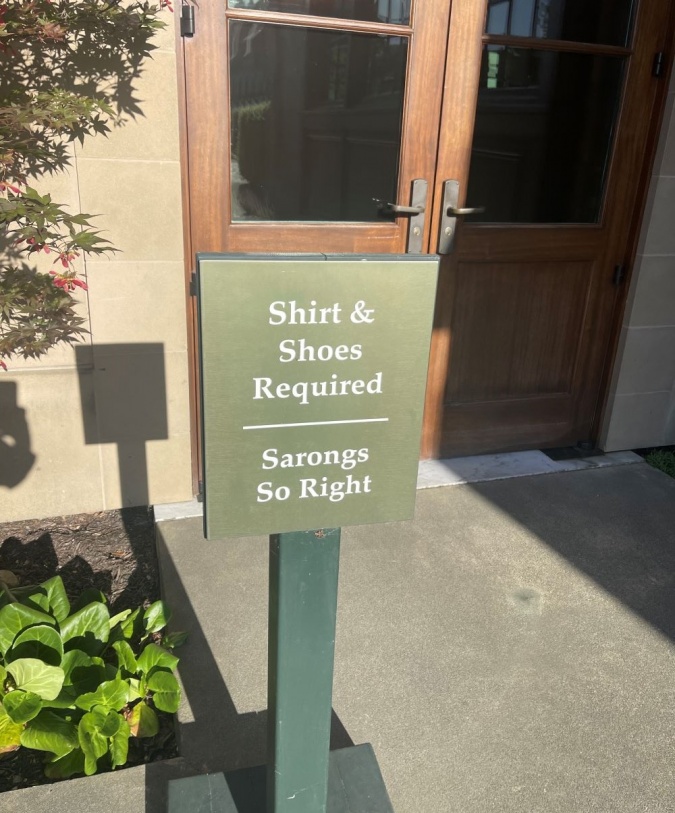 Shirt &
Shoes
Required
Sarongs
So Right